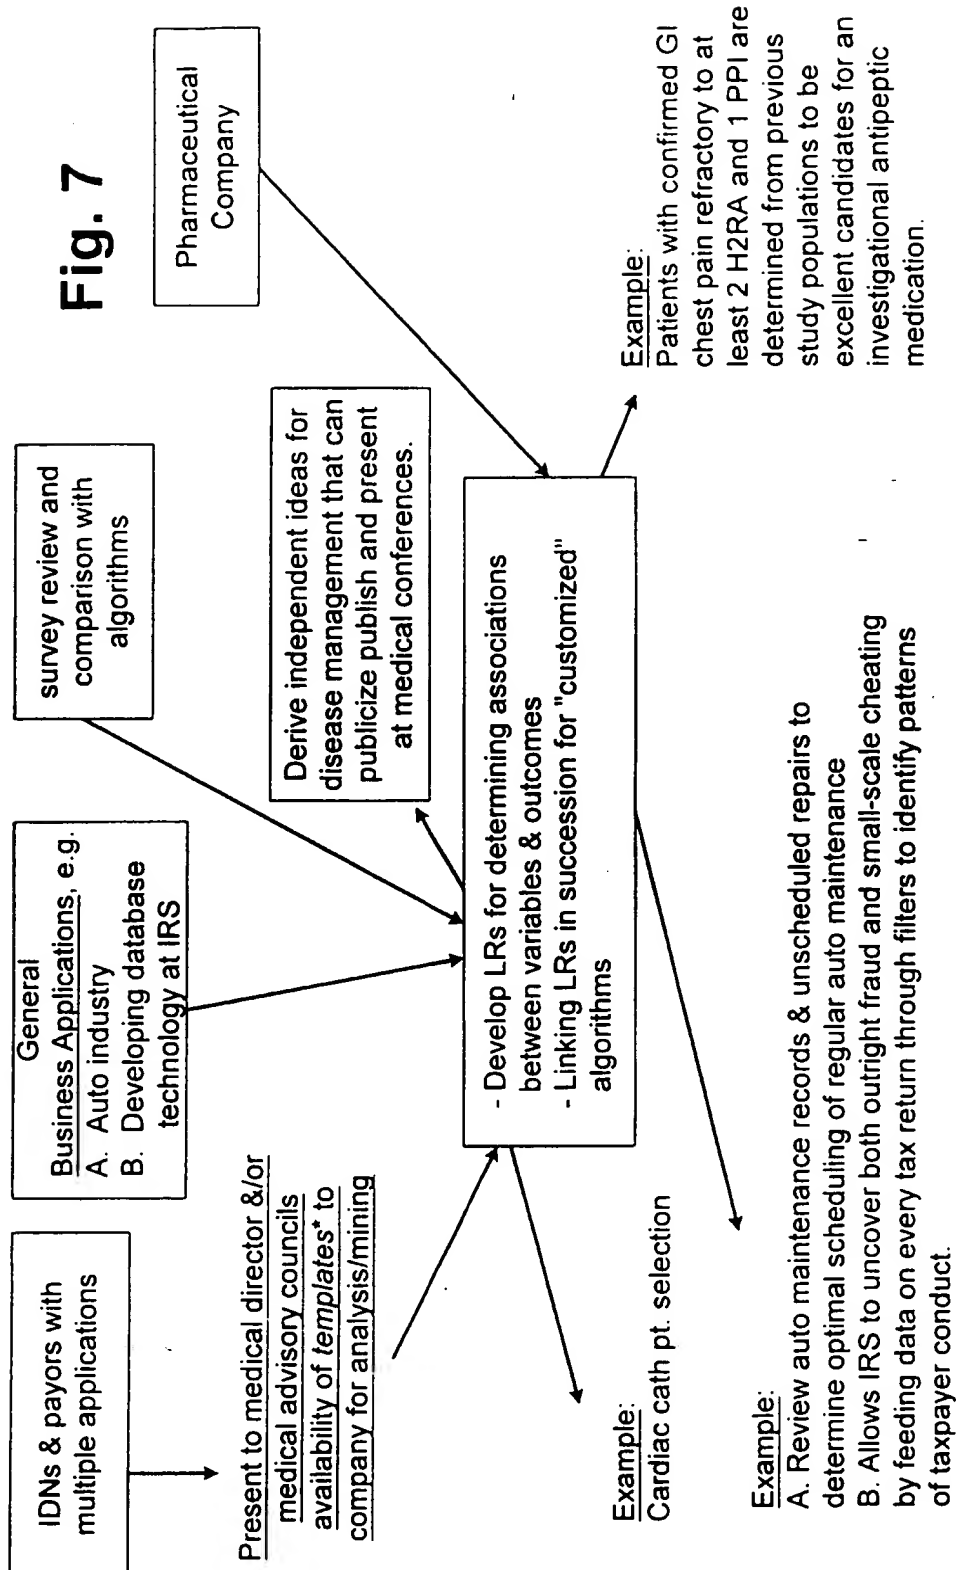 Fig. 7
IDNs & payors with
multiple applications
General
Business Applications, e.g.
A. Auto industry
B. Developing database
technology at IRS
survey review and
comparison with
algorithms
Pharmaceutical
Company
Present to medical director &/or
medical advisory councils
availability of templates* to
company for analysis/mining
Derive independent ideas for
disease management that can
publicize publish and present
at medical conferences.
- Develop LRs for determining associations
between variables & outcomes
- Linking LRs in succession for "customized"
algorithms
Example:
Cardiac cath pt. selection
Example:
A. Review auto maintenance records & unscheduled repairs to
determine optimal scheduling of regular auto maintenance
B. Allows IRS to uncover both outright fraud and small-scale cheating
by feeding data on every tax return through filters to identify patterns
of taxpayer conduct.
Example:
Patients with confirmed GI
chest pain refractory to at
least 2 H2RA and 1 PPI are
determined from previous
study populations to be
excellent candidates for an
investigational antipeptic
medication.